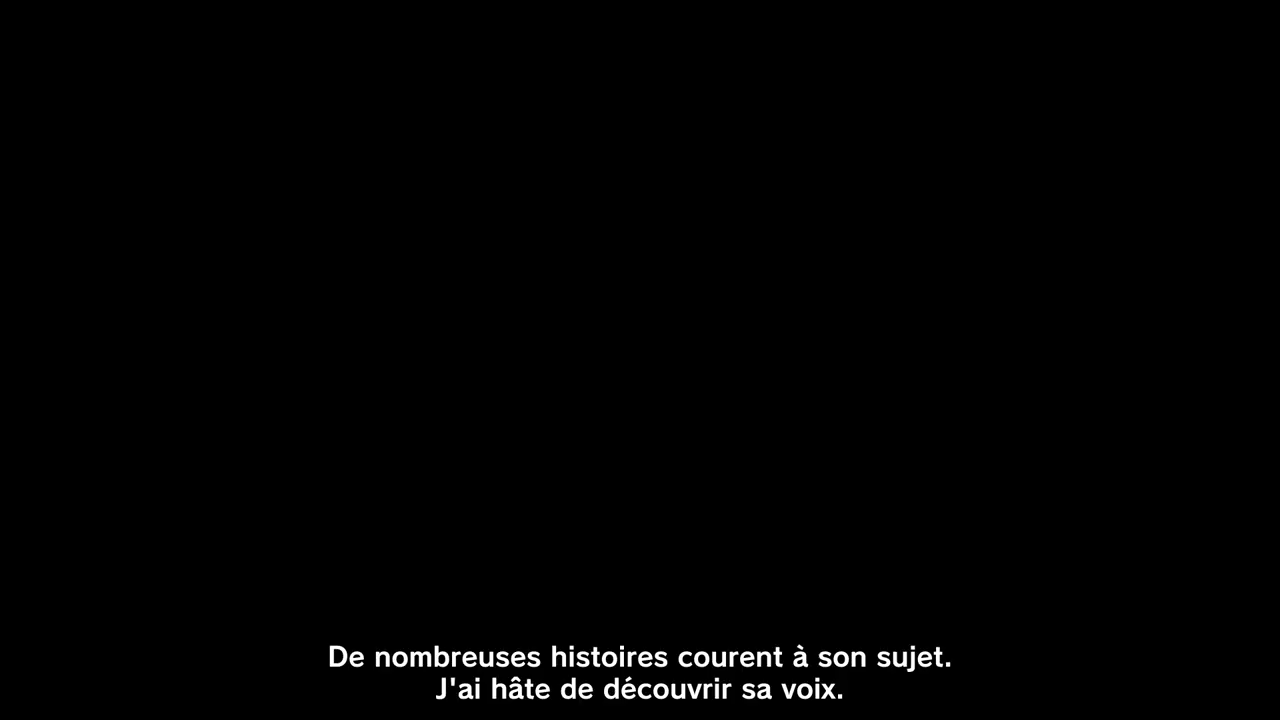 De nombreuses histoires courent à son sujet.
J'ai hâte de découvrir sa voix.